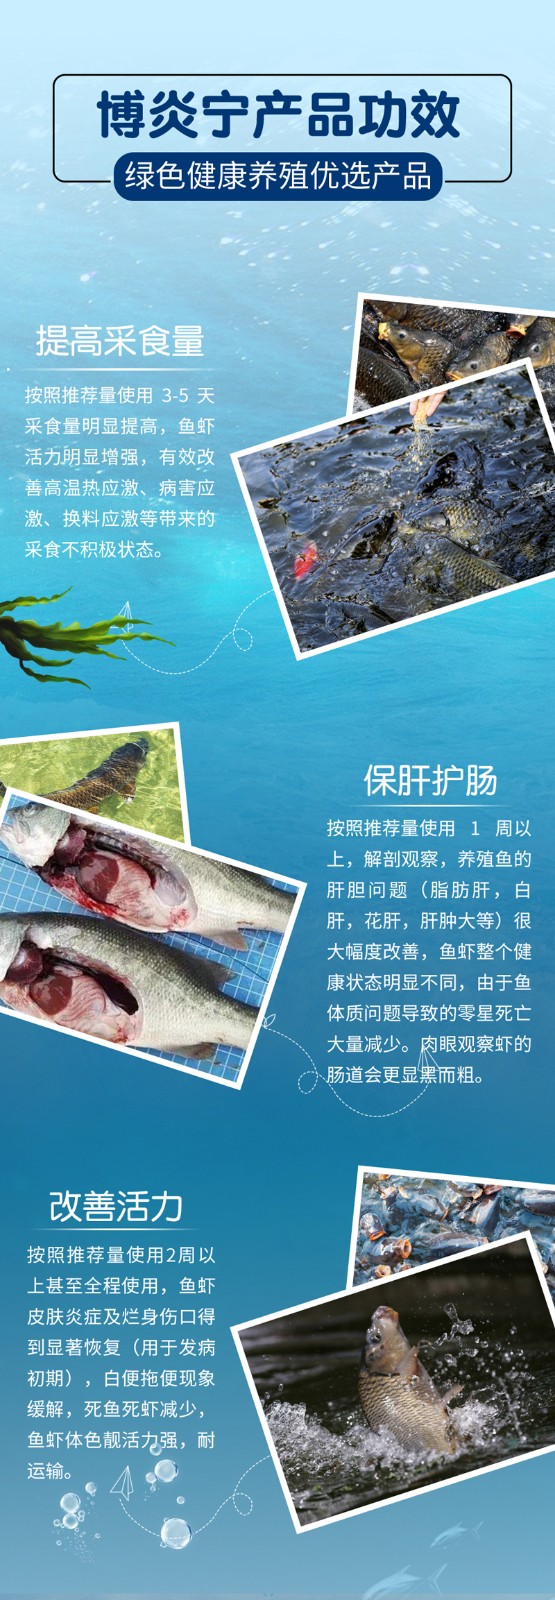 博炎宁产品功效
绿色健康养殖优选产品
提高采食量
按照推荐量使用 3-5 天
采食量明显提高，鱼虾
活力明显增强，有效改
善高温热应激、病害应
激、换料应激等带来的
采食不积极状态。
保肝护肠
按照推荐量使用 1 周以
上，解剖观察，养殖鱼的
肝胆问题（脂肪肝，白
肝，花肝，肝肿大等）很
大幅度改善，鱼虾整个健
康状态明显不同，由于鱼
体质问题导致的零星死亡
大量减少。肉眼观察虾的
肠道会更显黑而粗。
改善活力
按照推荐量使用2周以
上甚至全程使用，鱼虾
皮肤炎症及烂身伤口得
到显著恢复（用于发病
初期），白便拖便现象
缓解，死鱼死虾减少，
鱼虾体色靓活力强，耐
运输。